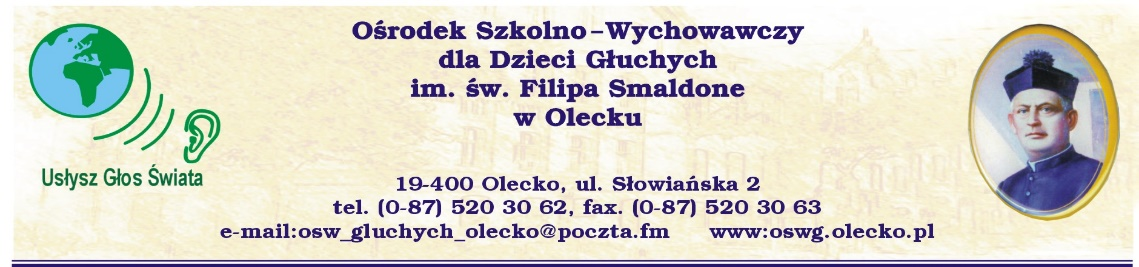 Ośrodek Szkolno–Wychowawczy
dla Dzieci Głuchych
im. św. Filipa Smaldone
w Olecku
Usłysz Głos Świata
19-400 Olecko, ul. Słowiańska 2
tel. (0-87) 520 30 62, fax. (0-87) 520 30 63
e-mail:osw_gluchych_olecko@poczta.fm www:oswg.olecko.pl